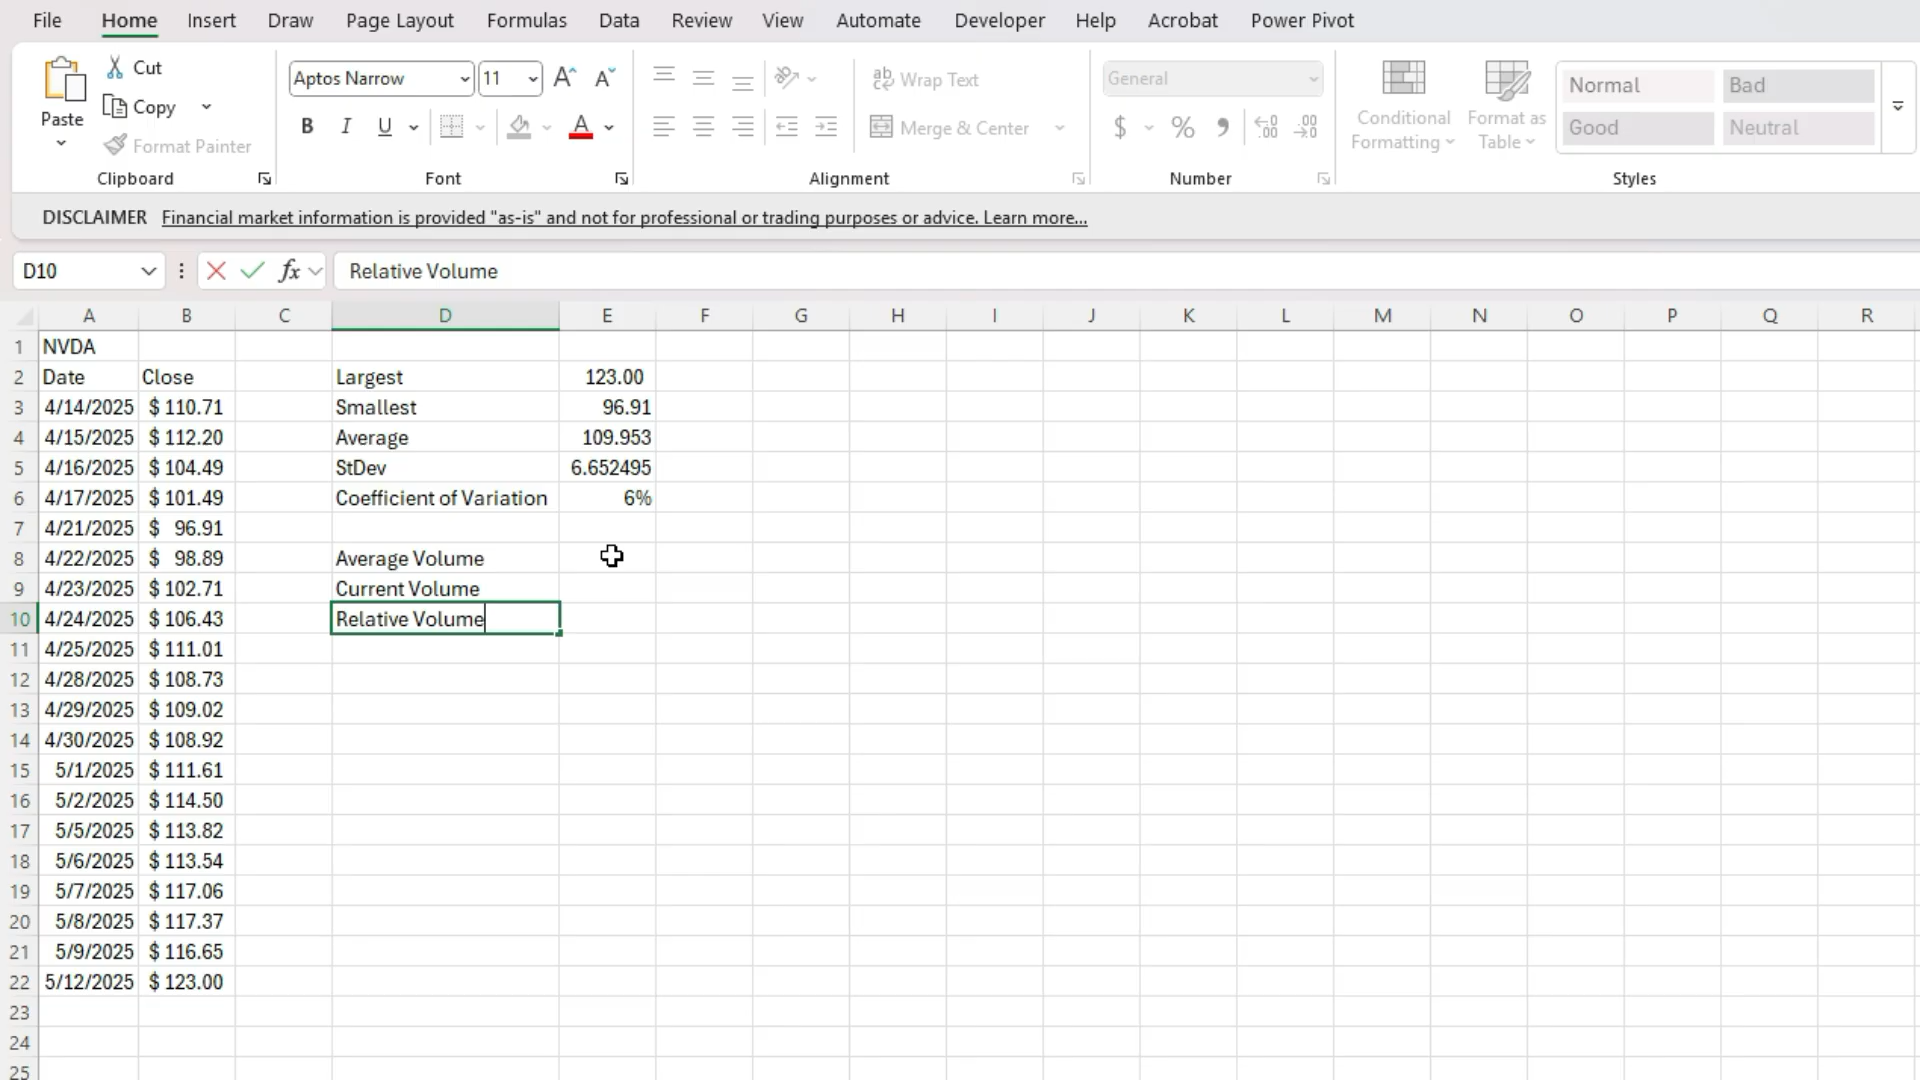 File Home Insert Draw Page Layout Formulas Data Review View Automate Developer Help Acrobat Power Pivot
Paste
Cut
Copy
Format Painter
Clipboard
Aptos Narrow 11
B I U
Font
Wrap Text
Merge & Center
Alignment
General
$ % 9
Number
Conditional Formatting
Format as Table
Normal Bad
Good Neutral
Styles
DISCLAIMER Financial market information is provided "as-is" and not for professional or trading purposes or advice. Learn more...
D10 fx Relative Volume
A B C D E F G H I J K L M N O P Q R
1 NVDA
2 Date Close Largest 123.00
3 4/14/2025 $ 110.71 Smallest 96.91
4 4/15/2025 $ 112.20 Average 109.953
5 4/16/2025 $ 104.49 StDev 6.652495
6 4/17/2025 $ 101.49 Coefficient of Variation 6%
7 4/21/2025 $ 96.91
8 4/22/2025 $ 98.89 Average Volume
9 4/23/2025 $ 102.71 Current Volume
10 4/24/2025 $ 106.43 Relative Volume
11 4/25/2025 $ 111.01
12 4/28/2025 $ 108.73
13 4/29/2025 $ 109.02
14 4/30/2025 $ 108.92
15 5/1/2025 $ 111.61
16 5/2/2025 $ 114.50
17 5/5/2025 $ 113.82
18 5/6/2025 $ 113.54
19 5/7/2025 $ 117.06
20 5/8/2025 $ 117.37
21 5/9/2025 $ 116.65
22 5/12/2025 $ 123.00
23
24
25